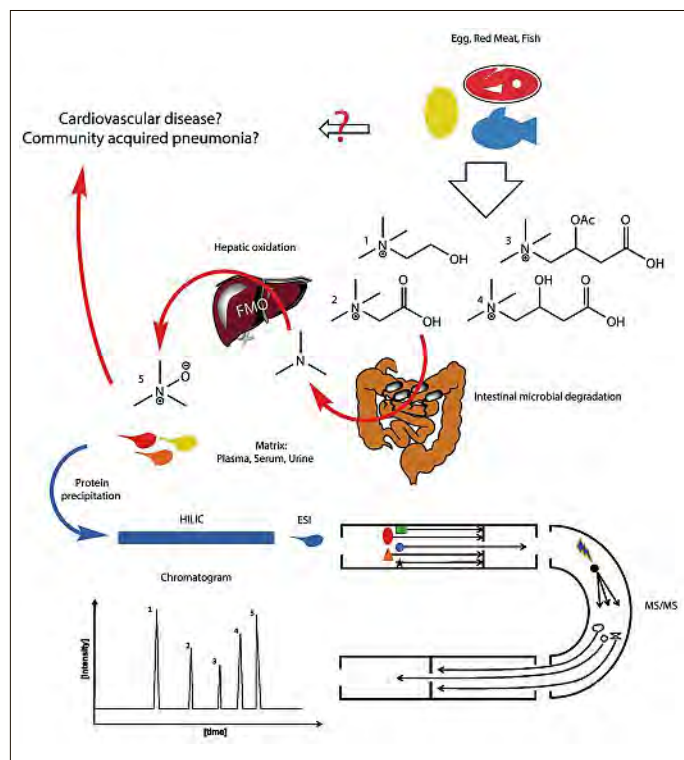 Egg, Red Meat, Fish
Cardiovascular disease?
Community acquired pneumonia?
?
1
N
⊕
OH
3
N
⊕
OAc
O
OH
Hepatic oxidation
FMO
2
N
⊕
O
OH
4
N
⊕
OH
O
OH
5
N
⊕
O
⊖
N
Intestinal microbial degradation
Matrix:
Plasma, Serum, Urine
Protein
precipitation
HILIC
ESI
Chromatogram
MS/MS
[Intensity]
1
2
3
4
5
[time]